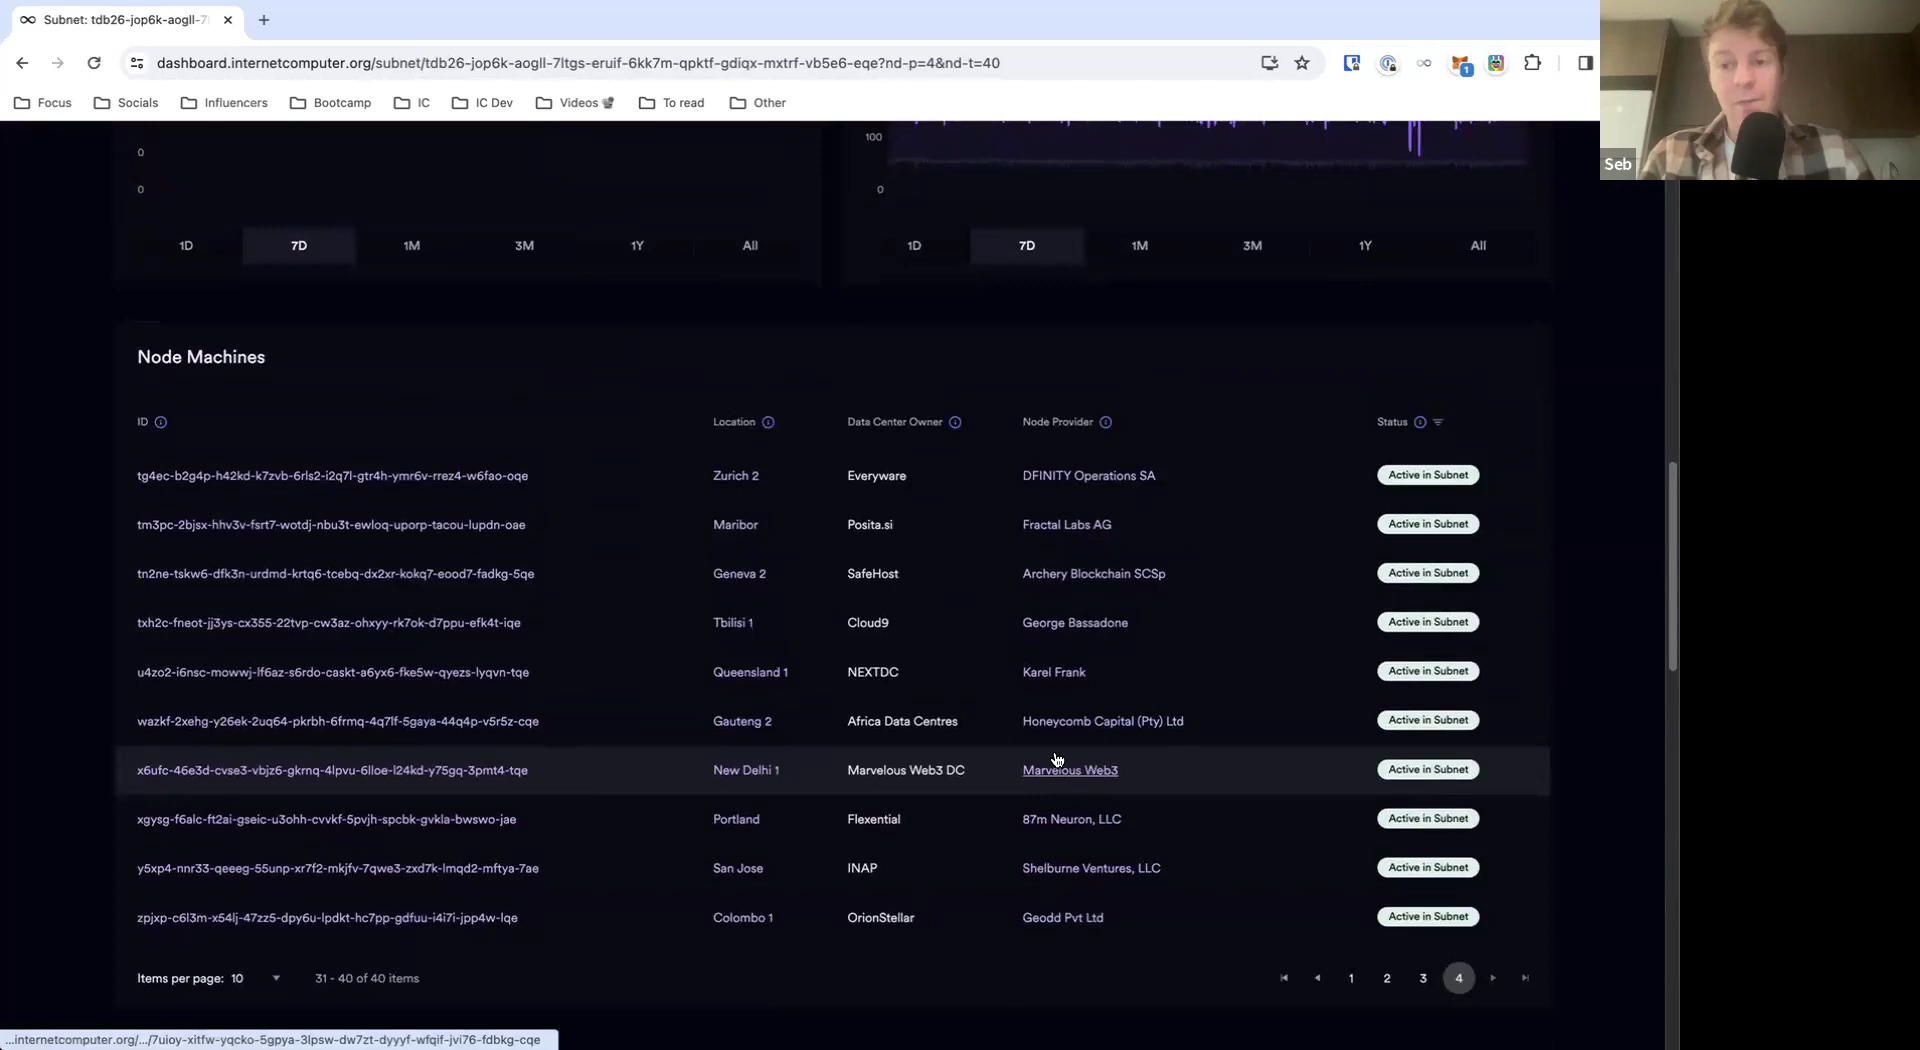 Subnet: tdb26-jop6k-aogll-7l
dashboard.internetcomputer.org/subnet/tdb26-jop6k-aogll-7ltgs-eruif-6kk7m-qpktf-gdiqx-mxtrf-vb5e6-eqe?nd-p=4&nd-t=40
1
Focus Socials Influencers Bootcamp IC IC Dev Videos To read Other
Seb
0 100
0 0
1D 7D 1M 3M 1Y All 1D 7D 1M 3M 1Y All
Node Machines
ID Location Data Center Owner Node Provider Status
tg4ec-b2g4p-h42kd-k7zvb-6rls2-i2q7l-gtr4h-ymr6v-rrez4-w6fao-oqe Zurich 2 Everyware DFINITY Operations SA Active in Subnet
tm3pc-2bjsx-hhv3v-fsrt7-wotdj-nbu3t-ewloq-uporp-tacou-lupdn-oae Maribor Posita.si Fractal Labs AG Active in Subnet
tn2ne-tskw6-dfk3n-urdmd-krtq6-tcebq-dx2xr-kokq7-eood7-fadkg-5qe Geneva 2 SafeHost Archery Blockchain SCSp Active in Subnet
txh2c-fneot-jj3ys-cx355-22tvp-cw3az-ohxyy-rk7ok-d7ppu-efk4t-iqe Tbilisi 1 Cloud9 George Bassadone Active in Subnet
u4zo2-i6nsc-mowwj-lf6az-s6rdo-caskt-a6yx6-fke5w-qyezs-lyqvn-tqe Queensland 1 NEXTDC Karel Frank Active in Subnet
wazkf-2xehg-y26ek-2uq64-pkrbh-6frmq-4q7lf-5gaya-44q4p-v5r5z-cqe Gauteng 2 Africa Data Centres Honeycomb Capital (Pty) Ltd Active in Subnet
x6ufc-46e3d-cvse3-vbjz6-gkrnq-4lpvu-6lloe-l24kd-y75gq-3pmt4-tqe New Delhi 1 Marvelous Web3 DC Marvelous Web3 Active in Subnet
xgysg-f6alc-ft2ai-gseic-u3ohh-cvvkf-5pvjh-spcbk-gvkla-bwswo-jae Portland Flexential 87m Neuron, LLC Active in Subnet
y5xp4-nnr33-qeeeg-55unp-xr7f2-mkjfv-7qwe3-zxd7k-lmqd2-mftya-7ae San Jose INAP Shelburne Ventures, LLC Active in Subnet
zpjxp-c6l3m-x54lj-47zz5-dpy6u-lpdkt-hc7pp-gdfuu-i4i7i-jpp4w-lqe Colombo 1 OrionStellar Geodd Pvt Ltd Active in Subnet
Items per page: 10 31 - 40 of 40 items 1 2 3 4
...internetcomputer.org/.../7uioy-xitfw-yqcko-5gpya-3lpsw-dw7zt-dyyyf-wfqif-jvi76-fdbkg-cqe